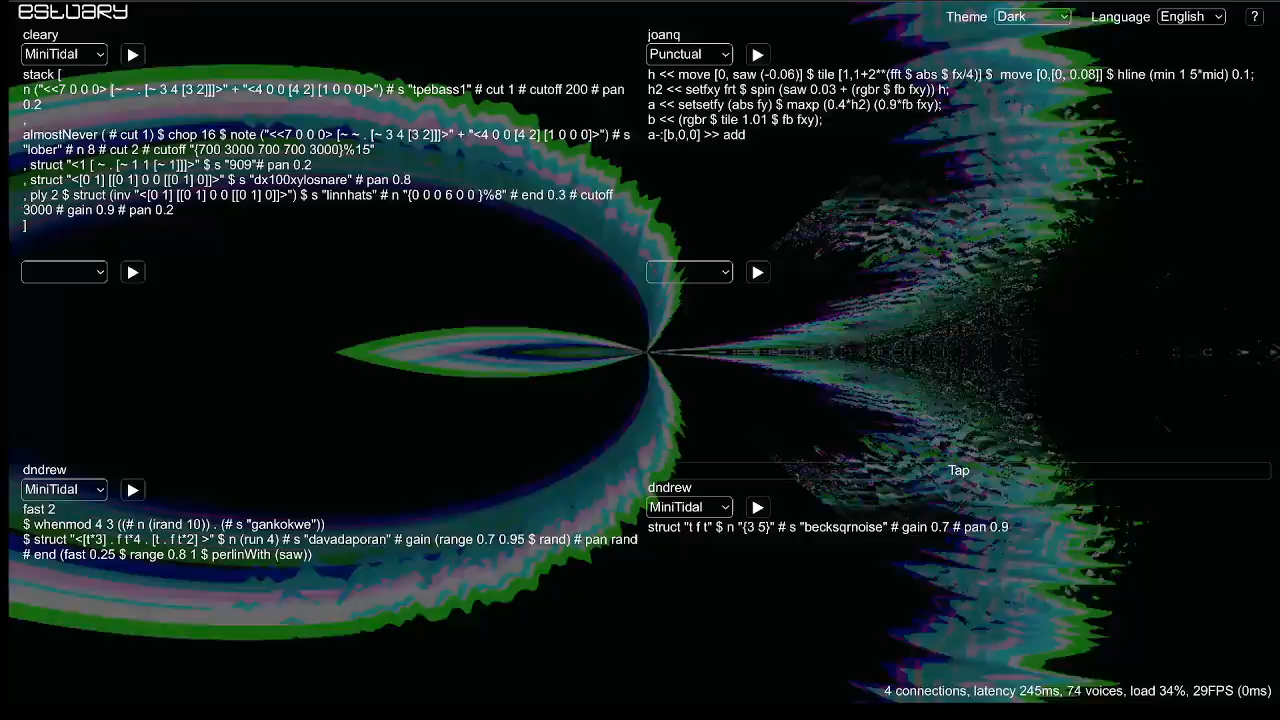 estuary
Theme Dark Language English ?
cleary
MiniTidal
stack [
n ("<<7 0 0 0> [~ ~ . [~ 3 4 [3 2]]]>" + "<4 0 0 [4 2] [1 0 0 0]>") # s "tpebass1" # cut 1 # cutoff 200 # pan
0.2
,
almostNever ( # cut 1) $ chop 16 $ note ("<<7 0 0 0> [~ ~ . [~ 3 4 [3 2]]]>" + "<4 0 0 [4 2] [1 0 0 0]>") # s
"lober" # n 8 # cut 2 # cutoff "{700 3000 700 700 3000}%15"
, struct "<1 [ ~ . [~ 1 1 [~ 1]]]>" $ s "909"# pan 0.2
, struct "<[0 1] [[0 1] 0 0 [[0 1] 0]]>" $ s "dx100xylosnare" # pan 0.8
, ply 2 $ struct (inv "<[0 1] [[0 1] 0 0 [[0 1] 0]]>") $ s "linnhats" # n "{0 0 0 6 0 0 }%8" # end 0.3 # cutoff
3000 # gain 0.9 # pan 0.2
]
joanq
Punctual
h << move [0, saw (-0.06)] $ tile [1,1+2**(fft $ abs $ fx/4)] $  move [0,[0, 0.08]] $ hline (min 1 5*mid) 0.1;
h2 << setfxy frt $ spin (saw 0.03 + (rgbr $ fb fxy)) h;
a << setsetfy (abs fy) $ maxp (0.4*h2) (0.9*fb fxy);
b << (rgbr $ tile 1.01 $ fb fxy);
a-:[b,0,0] >> add
dndrew
MiniTidal
fast 2
$ whenmod 4 3 ((# n (irand 10)) . (# s "gankokwe"))
$ struct "<[t*3] . f t*4 . [t . f t*2] >" $ n (run 4) # s "davadaporan" # gain (range 0.7 0.95 $ rand) # pan rand
# end (fast 0.25 $ range 0.8 1 $ perlinWith (saw))
Tap
dndrew
MiniTidal
struct "t f t" $ n "{3 5}" # s "becksqrnoise" # gain 0.7 # pan 0.9
4 connections, latency 245ms, 74 voices, load 34%, 29FPS (0ms)